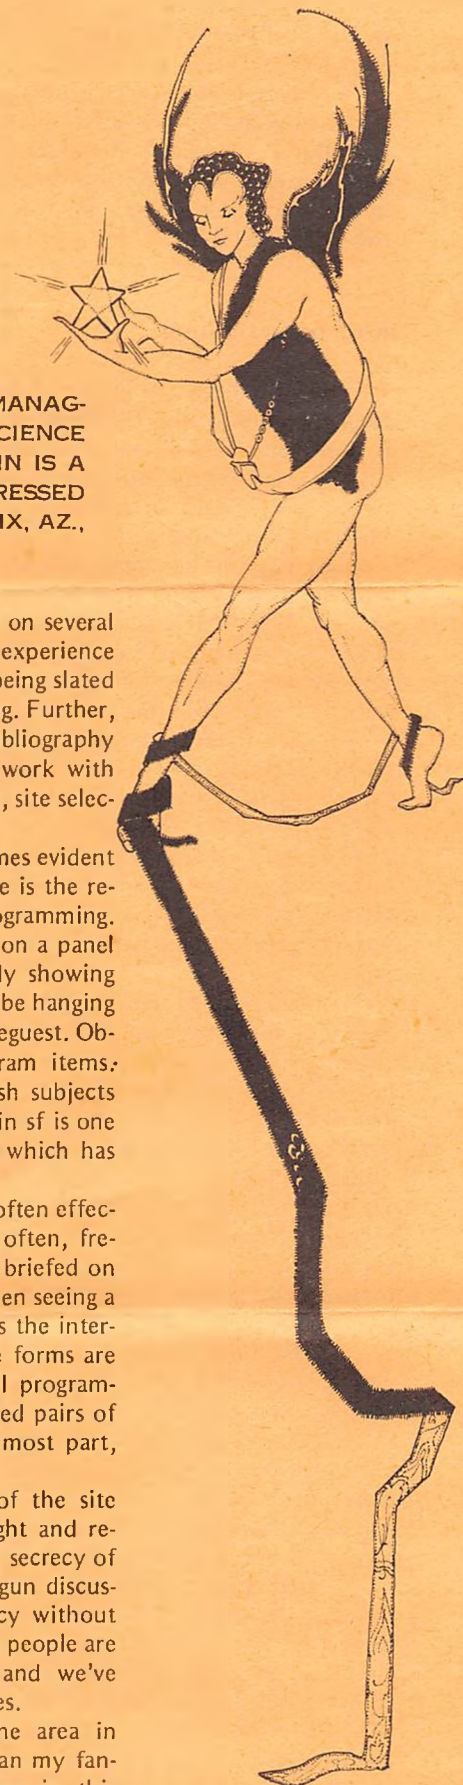 MANAG-
CIENCE
IN IS A
RESSED
IX, AZ.,
on several
experience
being slated
g. Further,
bliography
work with
, site selec-
mes evident
e is the re-
ogramming.
on a panel
ly showing
be hanging
eguest. Ob-
ram items.
sh subjects
in sf is one
which has
often effec-
often, fre-
briefed on
en seeing a
s the inter-
e forms are
l program-
ed pairs of
most part,
of the site
ght and re-
secrecy of
gun discus-
cy without
people are
and we've
es.
ne area in
an my fan-